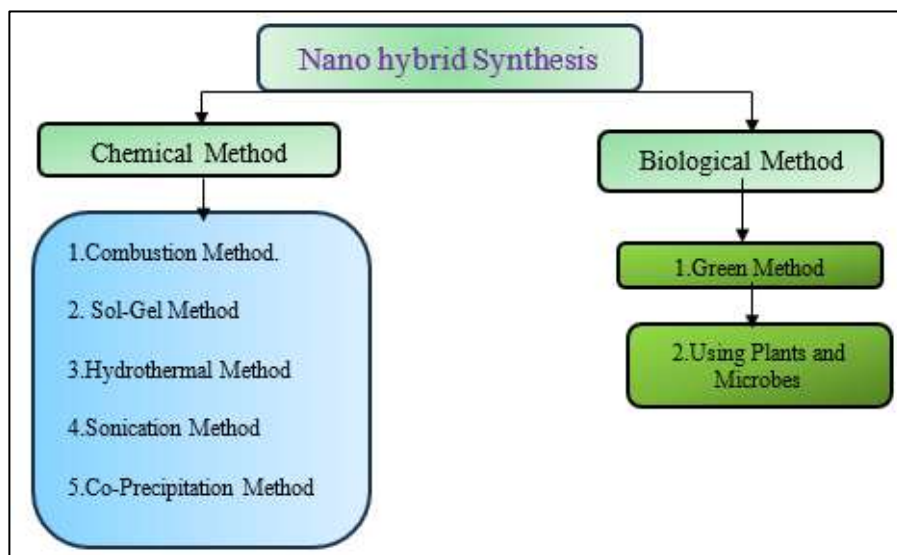 Nano hybrid Synthesis
Chemical Method
1.Combustion Method.
2. Sol-Gel Method
3.Hydrothermal Method
4.Sonication Method
5.Co-Precipitation Method
Biological Method
1.Green Method
2.Using Plants and
Microbes